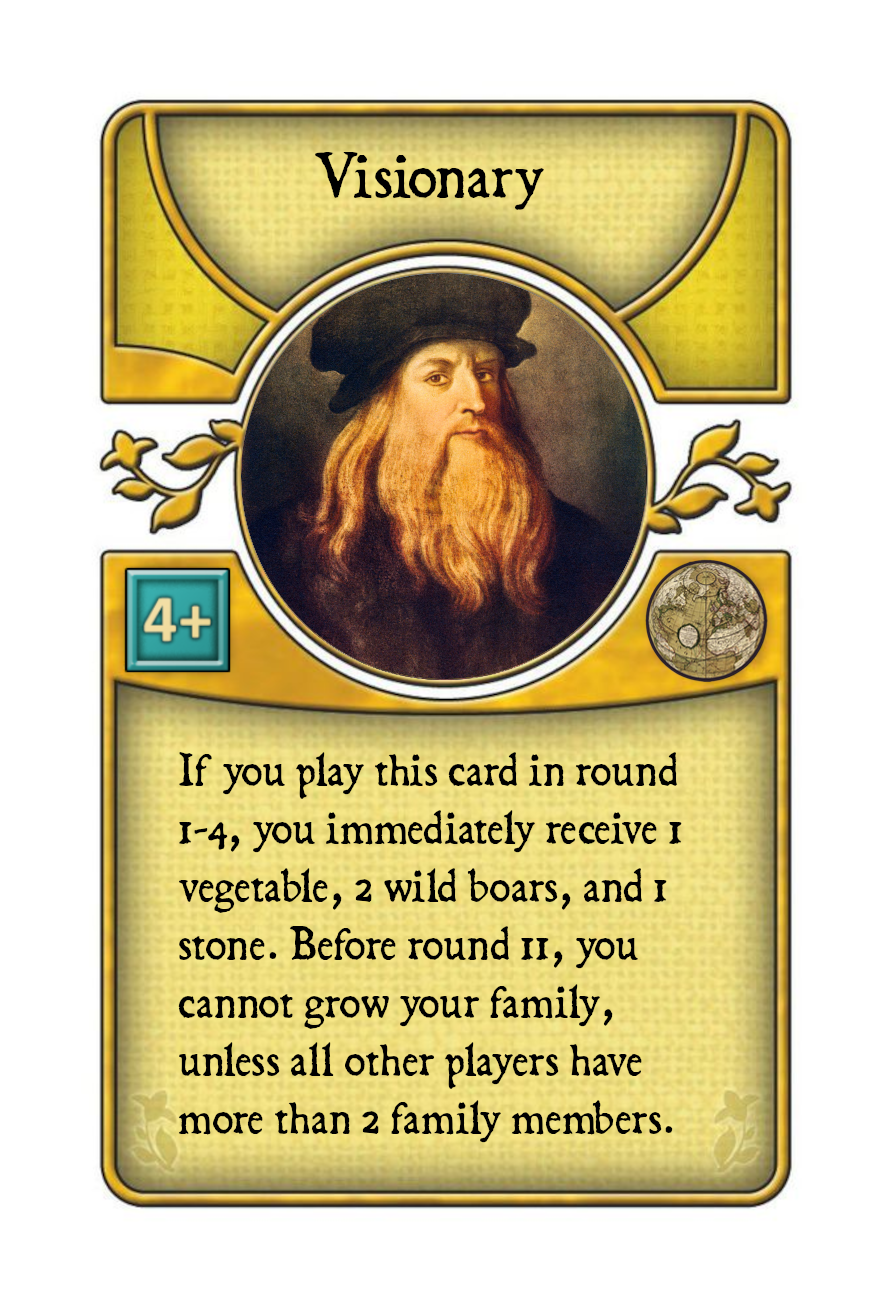 Visionary
4+
If you play this card in round
1-4, you immediately receive 1
vegetable, 2 wild boars, and 1
stone. Before round 11, you
cannot grow your family,
unless all other players have
more than 2 family members.